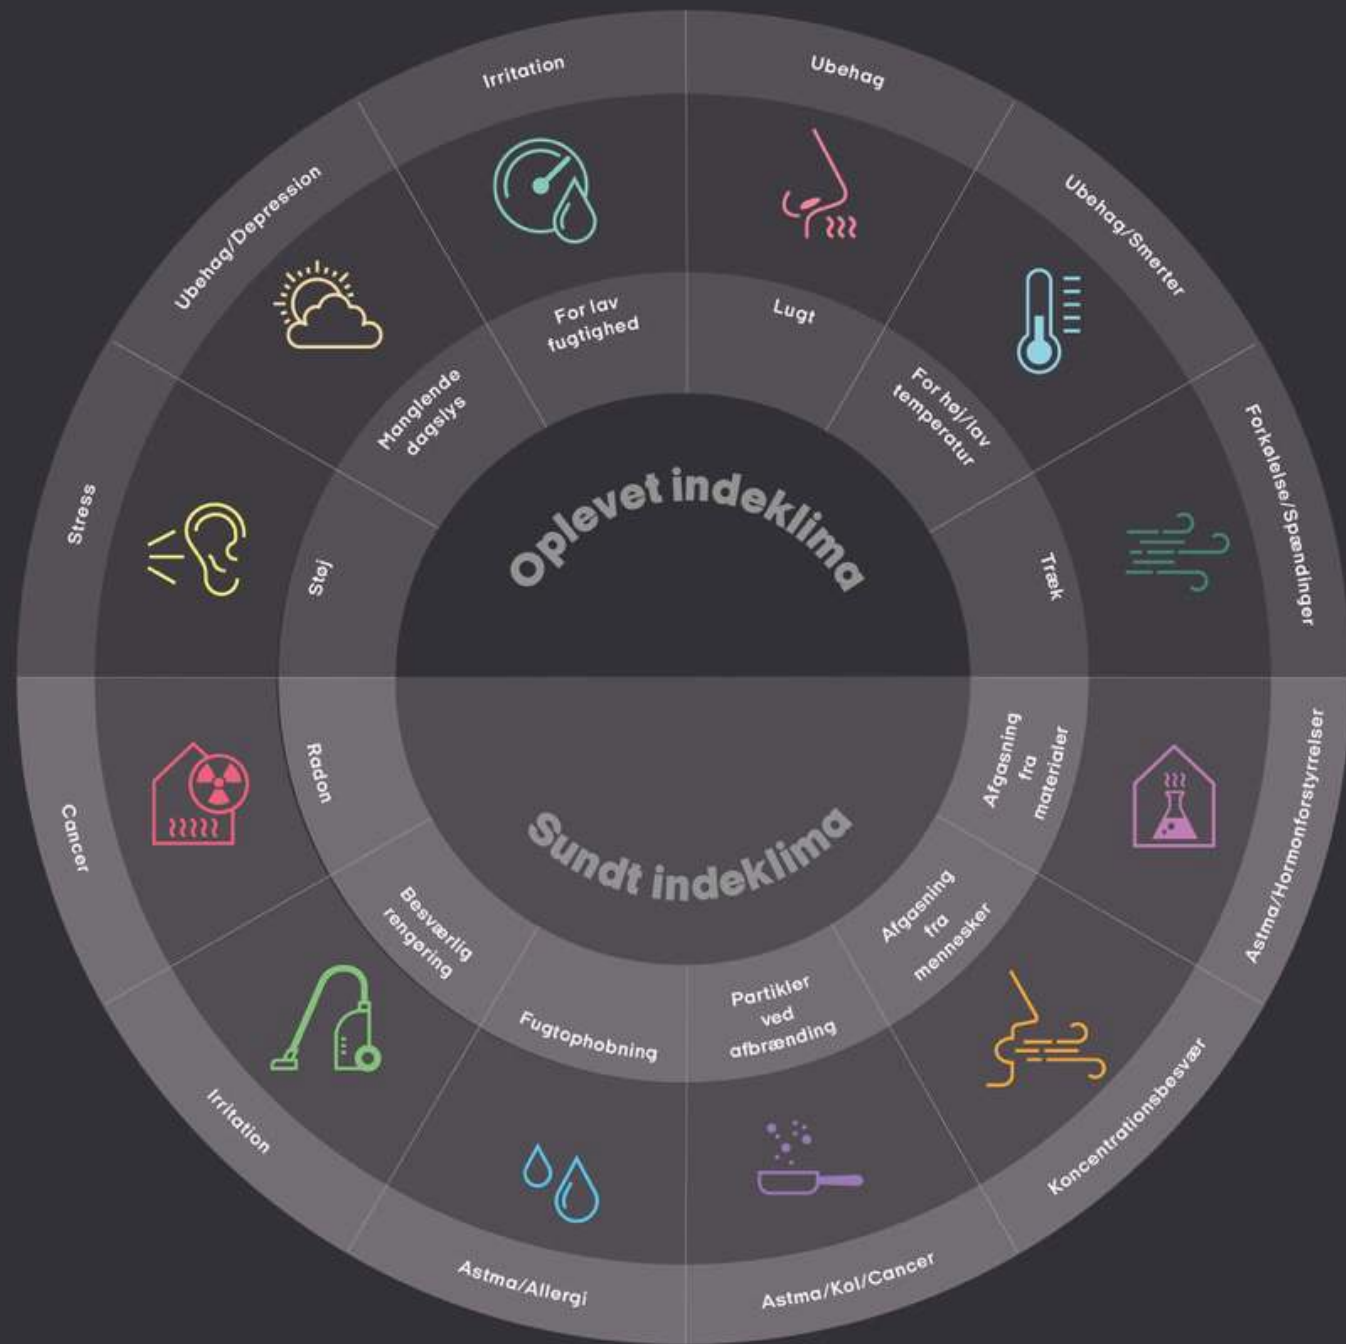 Irritation
Ubehag
Ubehag/Smerter
Forkølelse/Spændinger
Astma/Hormonforstyrrelser
Koncentrationsbesvær
Astma/Kol/Cancer
Astma/Allergi
Irritation
Cancer
Stress
Ubehag/Depression
For lav
fugtighed
Lugt
For høj/lav
temperatur
Træk
Afgasning
fra
materialer
Afgasning
fra
mennesker
Partikler
ved
afbrænding
Fugtophobning
Besværlig
rengøring
Radon
Støj
Manglende
dagslys
Oplevet indeklima
Sundt indeklima